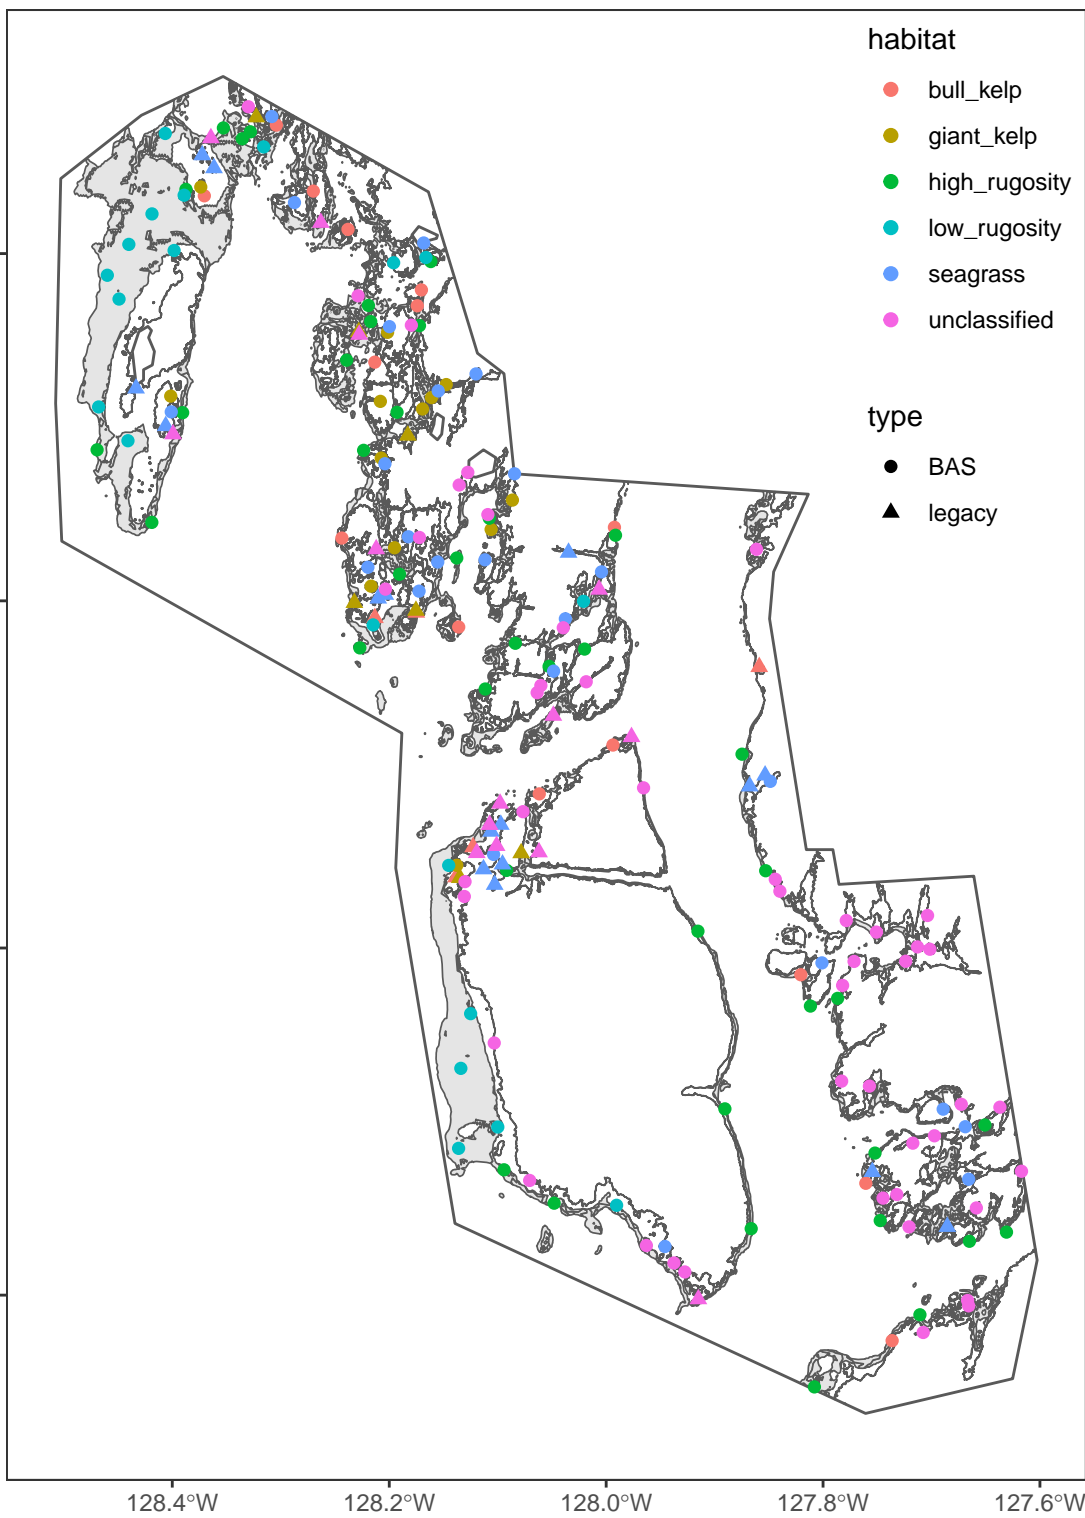 habitat
bull_kelp
giant_kelp
high_rugosity
low_rugosity
seagrass
unclassified
type
BAS
legacy
128.4°W 128.2°W 128.0°W 127.8°W 127.6°W